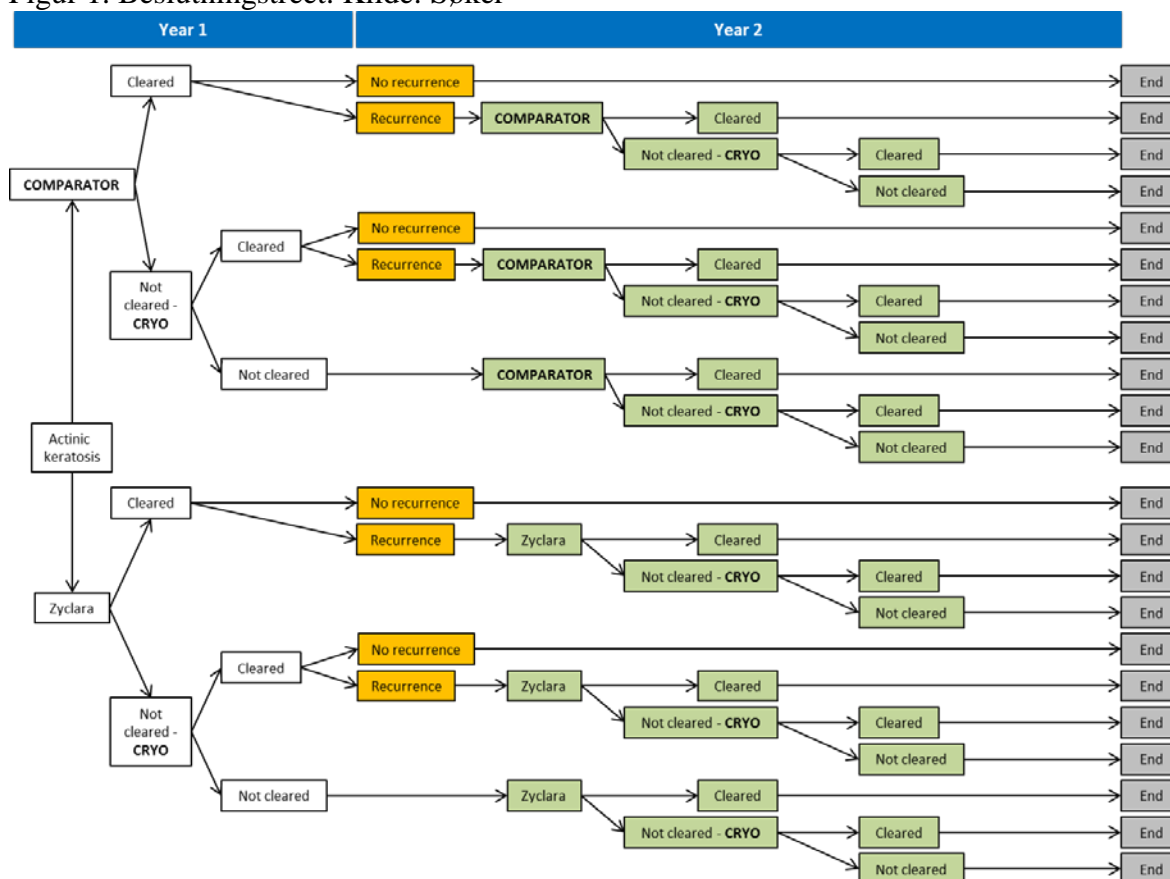 Figur 1. Beslutningstreet. Kilde: Søker
Year 1 Year 2
Cleared No recurrence End
Recurrence COMPARATOR Cleared End
Not cleared - CRYO Cleared End
COMPARATOR
Not cleared End
No recurrence End
Cleared
Recurrence COMPARATOR Cleared End
Not
cleared -
CRYO
Not cleared - CRYO Cleared End
Not cleared End
Not cleared COMPARATOR Cleared End
Not cleared - CRYO Cleared End
Actinic
keratosis
Not cleared End
Cleared No recurrence End
Recurrence Zyclara Cleared End
Not cleared - CRYO Cleared End
Zyclara
Not cleared End
No recurrence End
Cleared
Recurrence Zyclara Cleared End
Not
cleared -
CRYO
Not cleared - CRYO Cleared End
Not cleared End
Not cleared Zyclara Cleared End
Not cleared - CRYO Cleared End
Not cleared End